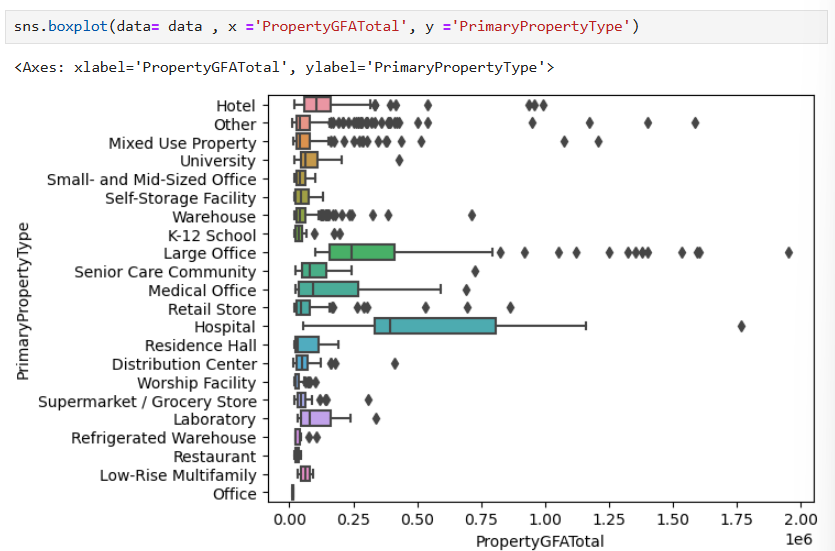 sns.boxplot(data= data , x ='PropertyGFATotal', y ='PrimaryPropertyType')
<Axes: xlabel='PropertyGFATotal', ylabel='PrimaryPropertyType'>
Hotel
Other
Mixed Use Property
University
Small- and Mid-Sized Office
Self-Storage Facility
Warehouse
K-12 School
Large Office
Senior Care Community
Medical Office
Retail Store
Hospital
Residence Hall
Distribution Center
Worship Facility
Supermarket / Grocery Store
Laboratory
Refrigerated Warehouse
Restaurant
Low-Rise Multifamily
Office
PrimaryPropertyType
0.00 0.25 0.50 0.75 1.00 1.25 1.50 1.75 2.00
1e6
PropertyGFATotal